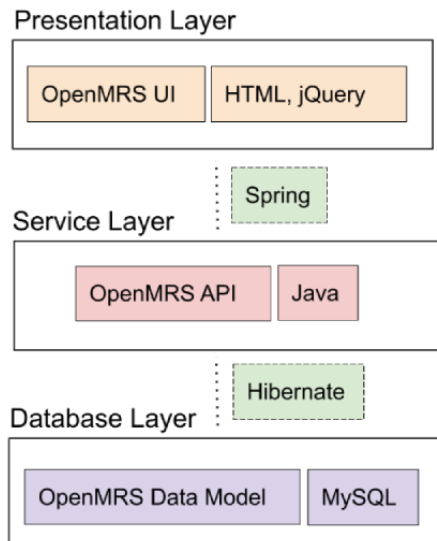 Presentation Layer
OpenMRS UI
HTML, jQuery
Spring
Service Layer
OpenMRS API
Java
Hibernate
Database Layer
OpenMRS Data Model
MySQL